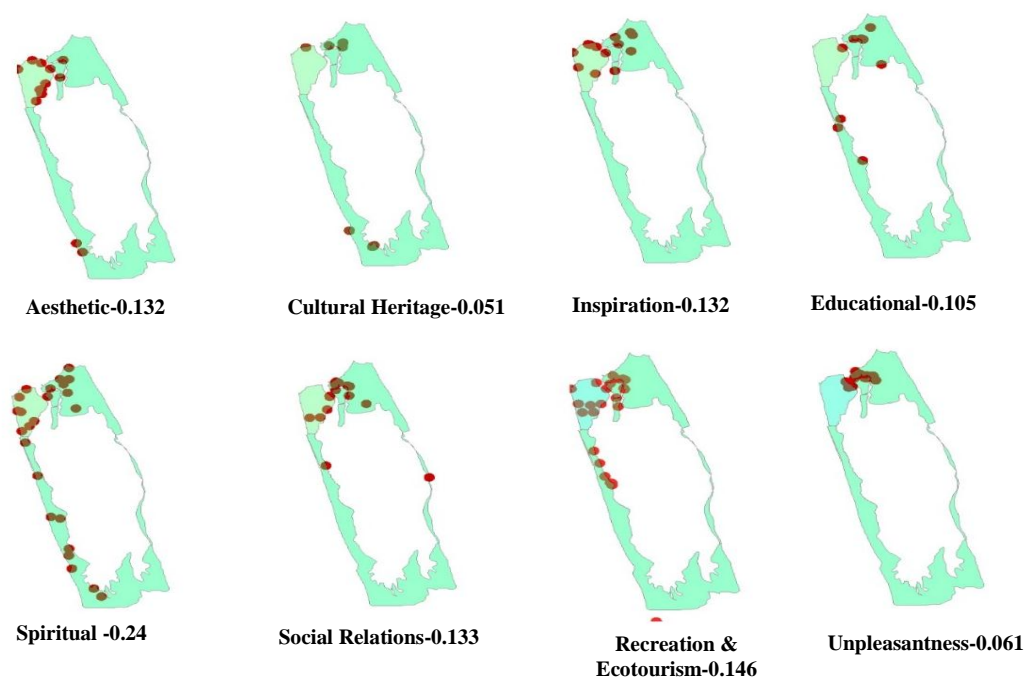 Aesthetic-0.132
Cultural Heritage-0.051
Inspiration-0.132
Educational-0.105
Spiritual -0.24
Social Relations-0.133
Recreation &
Ecotourism-0.146
Unpleasantness-0.061